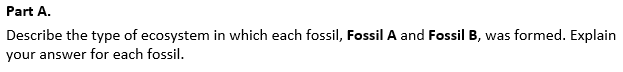 Part A.
Describe the type of ecosystem in which each fossil, Fossil A and Fossil B, was formed. Explain
your answer for each fossil.